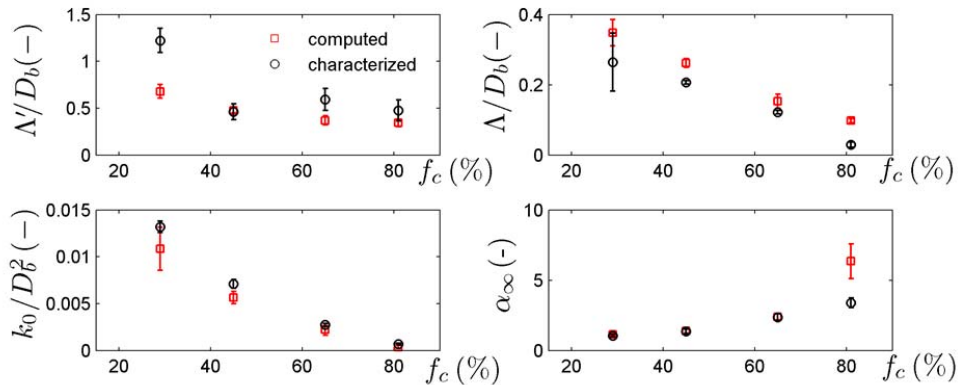 Λ′/D_b(−)
1.5
1
0.5
0
20 40 60 80 f_c (%)
computed
characterized
Λ/D_b(−)
0.4
0.2
0
20 40 60 80 f_c (%)
k_0/D_b^2(−)
0.015
0.01
0.005
0
20 40 60 80 f_c (%)
α_∞(-)
10
5
0
20 40 60 80 f_c (%)